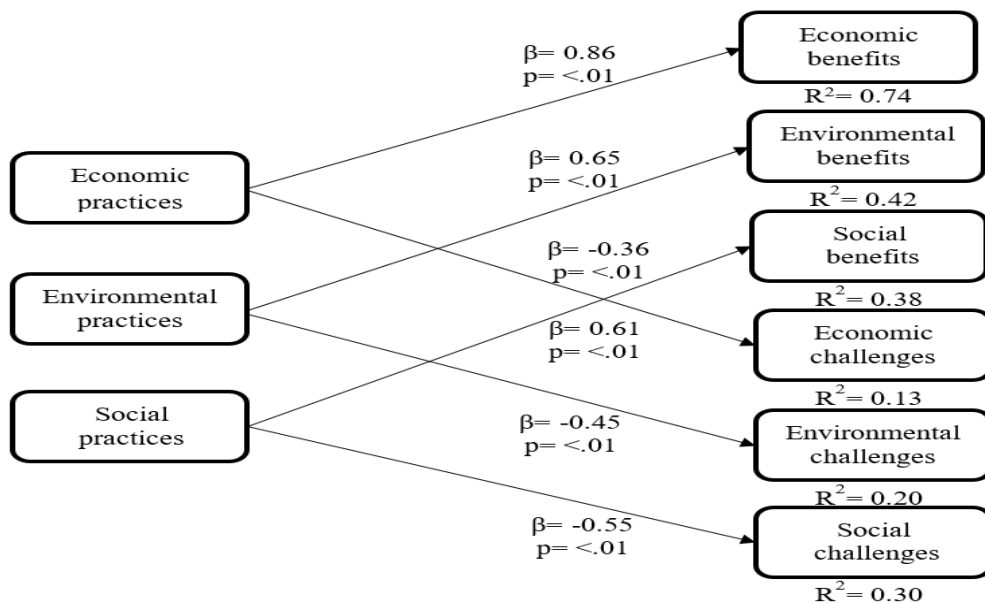 Economic
practices
Environmental
practices
Social
practices
β= 0.86
p= <.01
β= 0.65
p= <.01
β= -0.36
p= <.01
β= 0.61
p= <.01
β= -0.45
p= <.01
β= -0.55
p= <.01
Economic
benefits
R²= 0.74
Environmental
benefits
R²= 0.42
Social
benefits
R²= 0.38
Economic
challenges
R²= 0.13
Environmental
challenges
R²= 0.20
Social
challenges
R²= 0.30